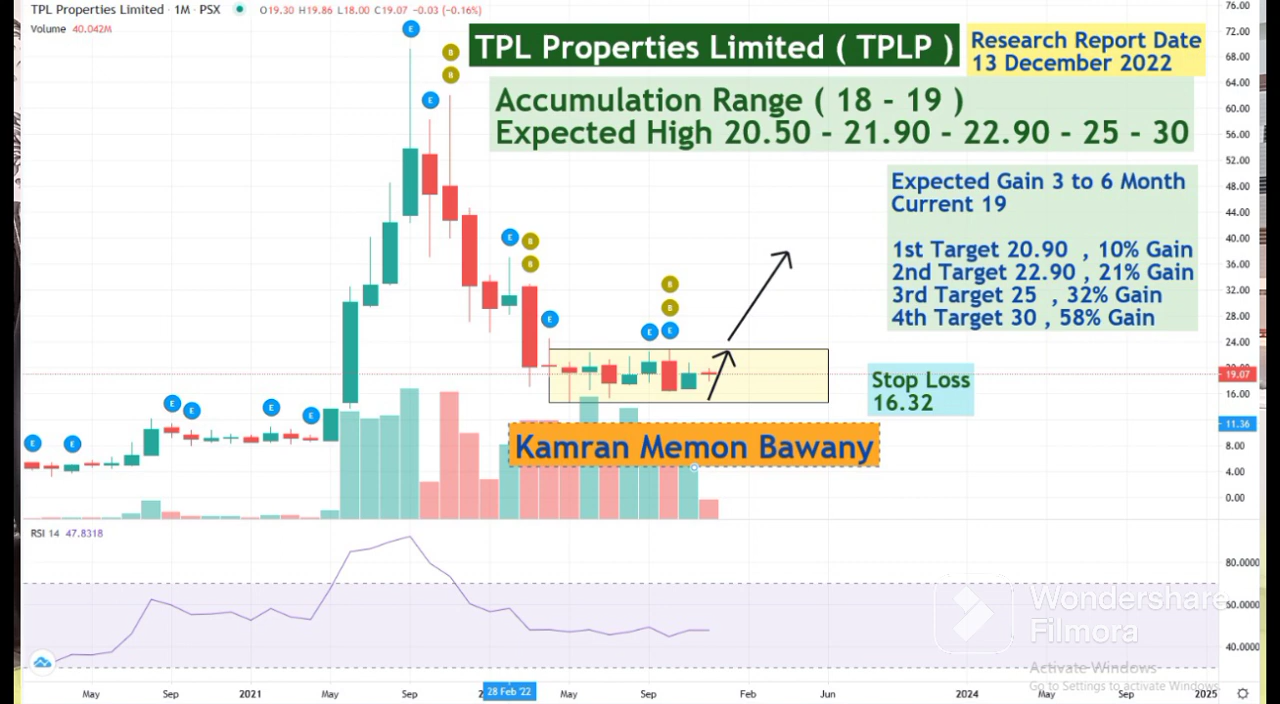 TPL Properties Limited · 1M · PSX O19.30 H19.86 L18.00 C19.07 -0.03 (-0.16%)
Volume 40.042M
TPL Properties Limited ( TPLP )
Research Report Date
13 December 2022
Accumulation Range ( 18 - 19 )
Expected High 20.50 - 21.90 - 22.90 - 25 - 30
Expected Gain 3 to 6 Month
Current 19
1st Target 20.90 , 10% Gain
2nd Target 22.90 , 21% Gain
3rd Target 25 , 32% Gain
4th Target 30 , 58% Gain
Stop Loss
16.32
Kamran Memon Bawany
E
B
B
E
E
B
B
E
B
B
E
E
E
E
E
E
E
E
76.00
72.00
68.00
64.00
60.00
56.00
52.00
48.00
44.00
40.00
36.00
32.00
28.00
24.00
19.07
16.00
11.36
8.00
4.00
0.00
RSI 14 47.8318
80.0000
60.0000
40.0000
Wondershare
Filmora
Activate Windows
Go to Settings to activate Windows.
May Sep 2021 May Sep 28 Feb '22 May Sep Feb Jun 2024 May Sep 2025